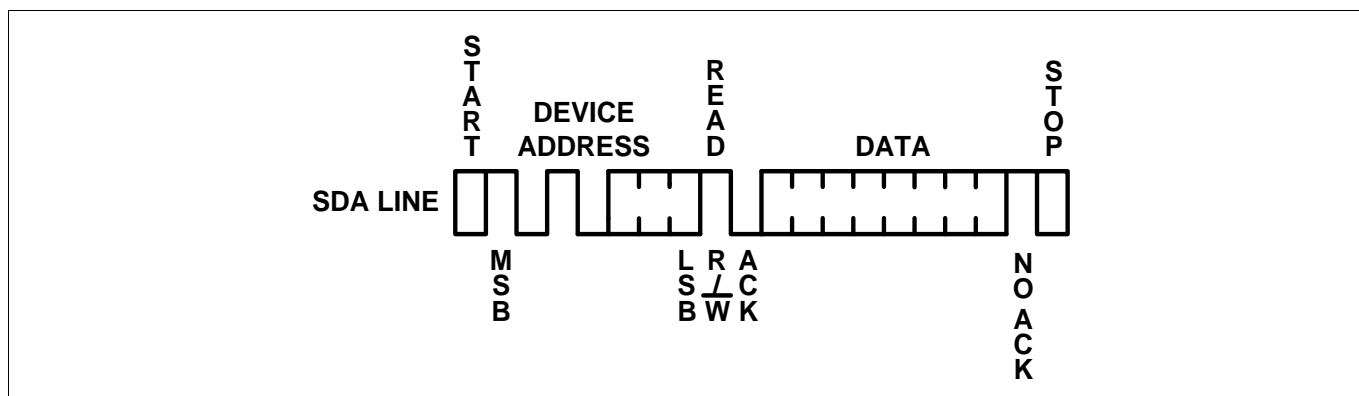 START
DEVICE
ADDRESS
READ
DATA
STOP
SDA LINE
MSB
LSB
R/W
ACK
NO ACK